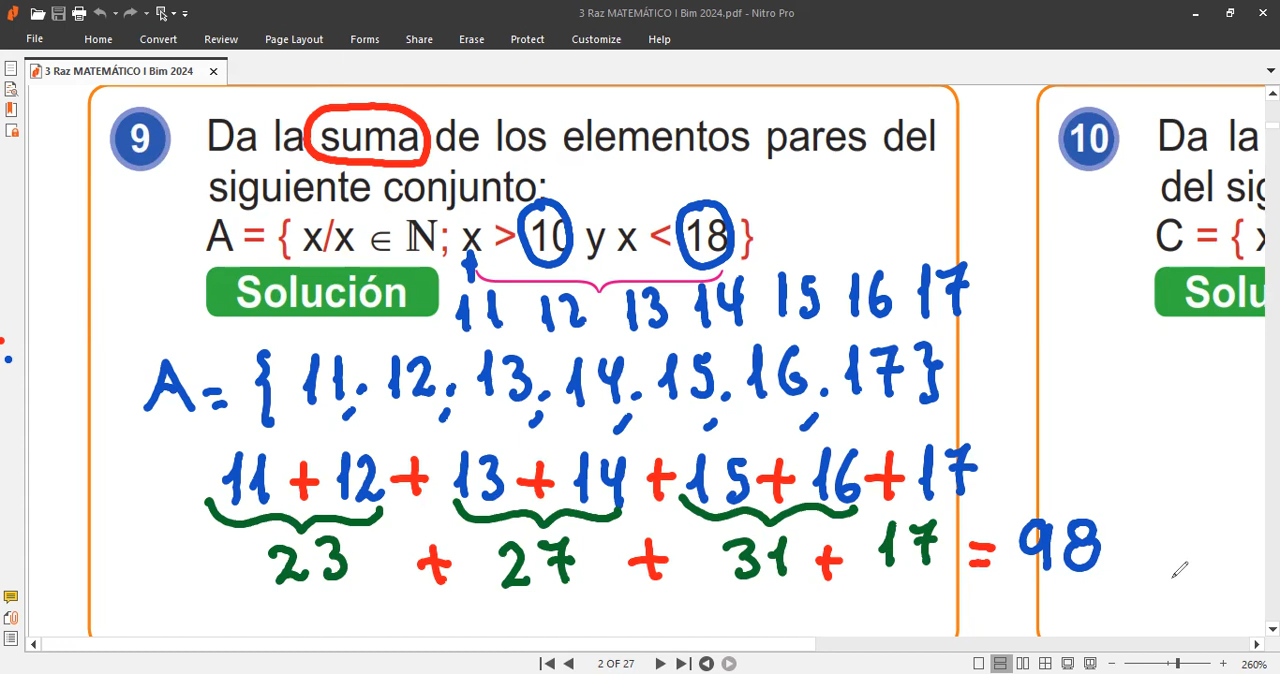 3 Raz MATEMÁTICO I Bim 2024.pdf - Nitro Pro
File Home Convert Review Page Layout Forms Share Erase Protect Customize Help
3 Raz MATEMÁTICO I Bim 2024
9 Da la suma de los elementos pares del
siguiente conjunto:
A = { x/x ∈ ℕ; x > 10 y x < 18 }
Solución
11 12 13 14 15 16 17
A = { 11; 12; 13; 14; 15; 16; 17 }
11 + 12 + 13 + 14 + 15 + 16 + 17
23 + 27 + 31 + 17 = 98
10 Da la
del sig
C = { x
Solu
2 OF 27
260%